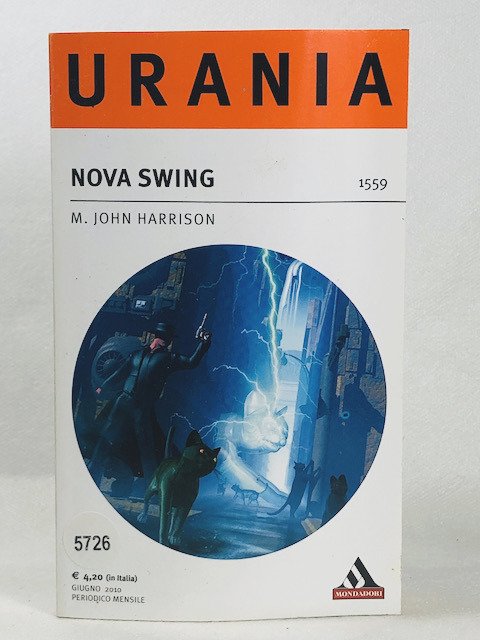 URANIA
NOVA SWING 1559
M. JOHN HARRISON
5726
€ 4,20 (in Italia)
GIUGNO 2010
PERIODICO MENSILE
MONDADORI